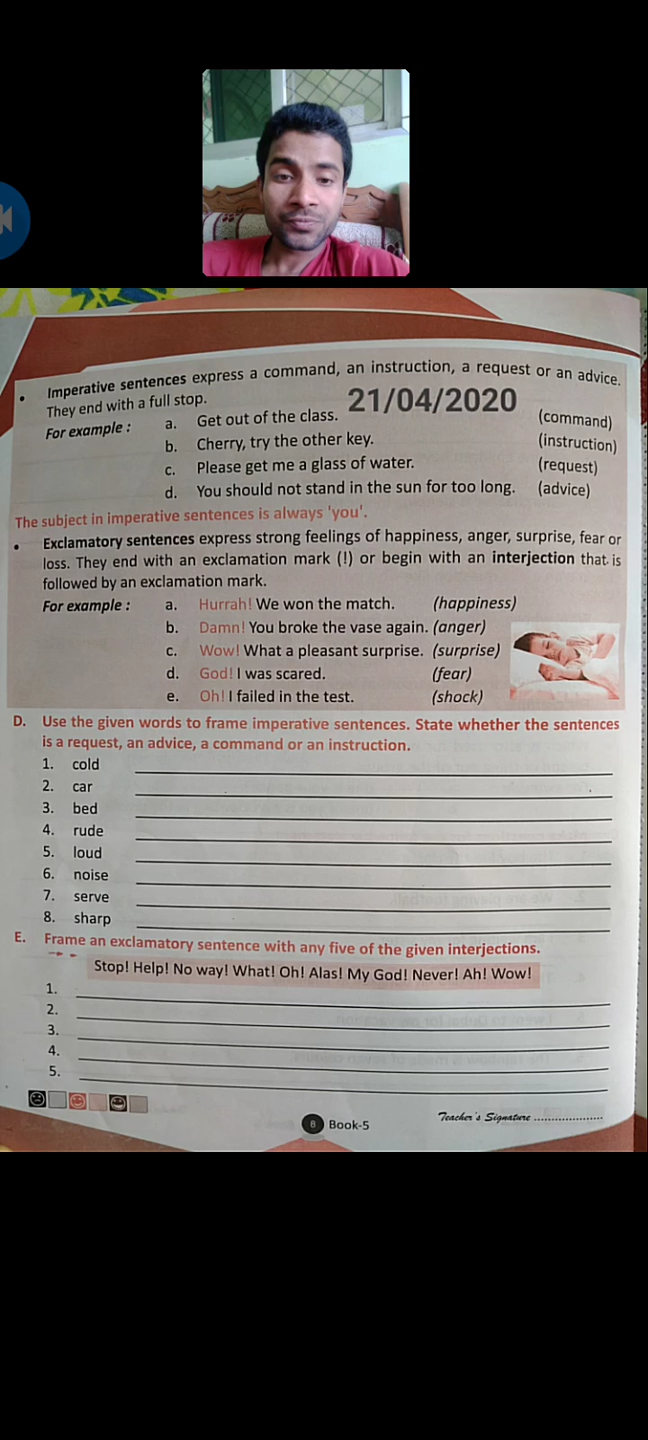 • Imperative sentences express a command, an instruction, a request or an advice.
They end with a full stop.
21/04/2020
For example : a. Get out of the class. (command)
b. Cherry, try the other key. (instruction)
c. Please get me a glass of water. (request)
d. You should not stand in the sun for too long. (advice)
The subject in imperative sentences is always 'you'.
• Exclamatory sentences express strong feelings of happiness, anger, surprise, fear or
loss. They end with an exclamation mark (!) or begin with an interjection that is
followed by an exclamation mark.
For example : a. Hurrah! We won the match. (happiness)
b. Damn! You broke the vase again. (anger)
c. Wow! What a pleasant surprise. (surprise)
d. God! I was scared. (fear)
e. Oh! I failed in the test. (shock)
D. Use the given words to frame imperative sentences. State whether the sentences
is a request, an advice, a command or an instruction.
1. cold
2. car
3. bed
4. rude
5. loud
6. noise
7. serve
8. sharp
E. Frame an exclamatory sentence with any five of the given interjections.
Stop! Help! No way! What! Oh! Alas! My God! Never! Ah! Wow!
1.
2.
3.
4.
5.
8 Book-5
Teacher's Signature ....................